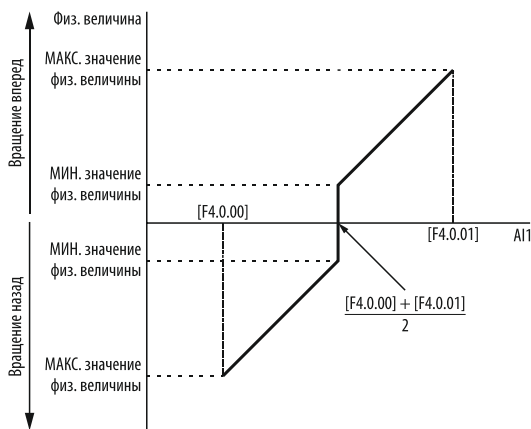 Физ. величина
Вращение вперед
МАКС. значение
физ. величины
МИН. значение
физ. величины
[F4.0.00]
[F4.0.01]
AI1
МИН. значение
физ. величины
[F4.0.00] + [F4.0.01]
2
Вращение назад
МАКС. значение
физ. величины